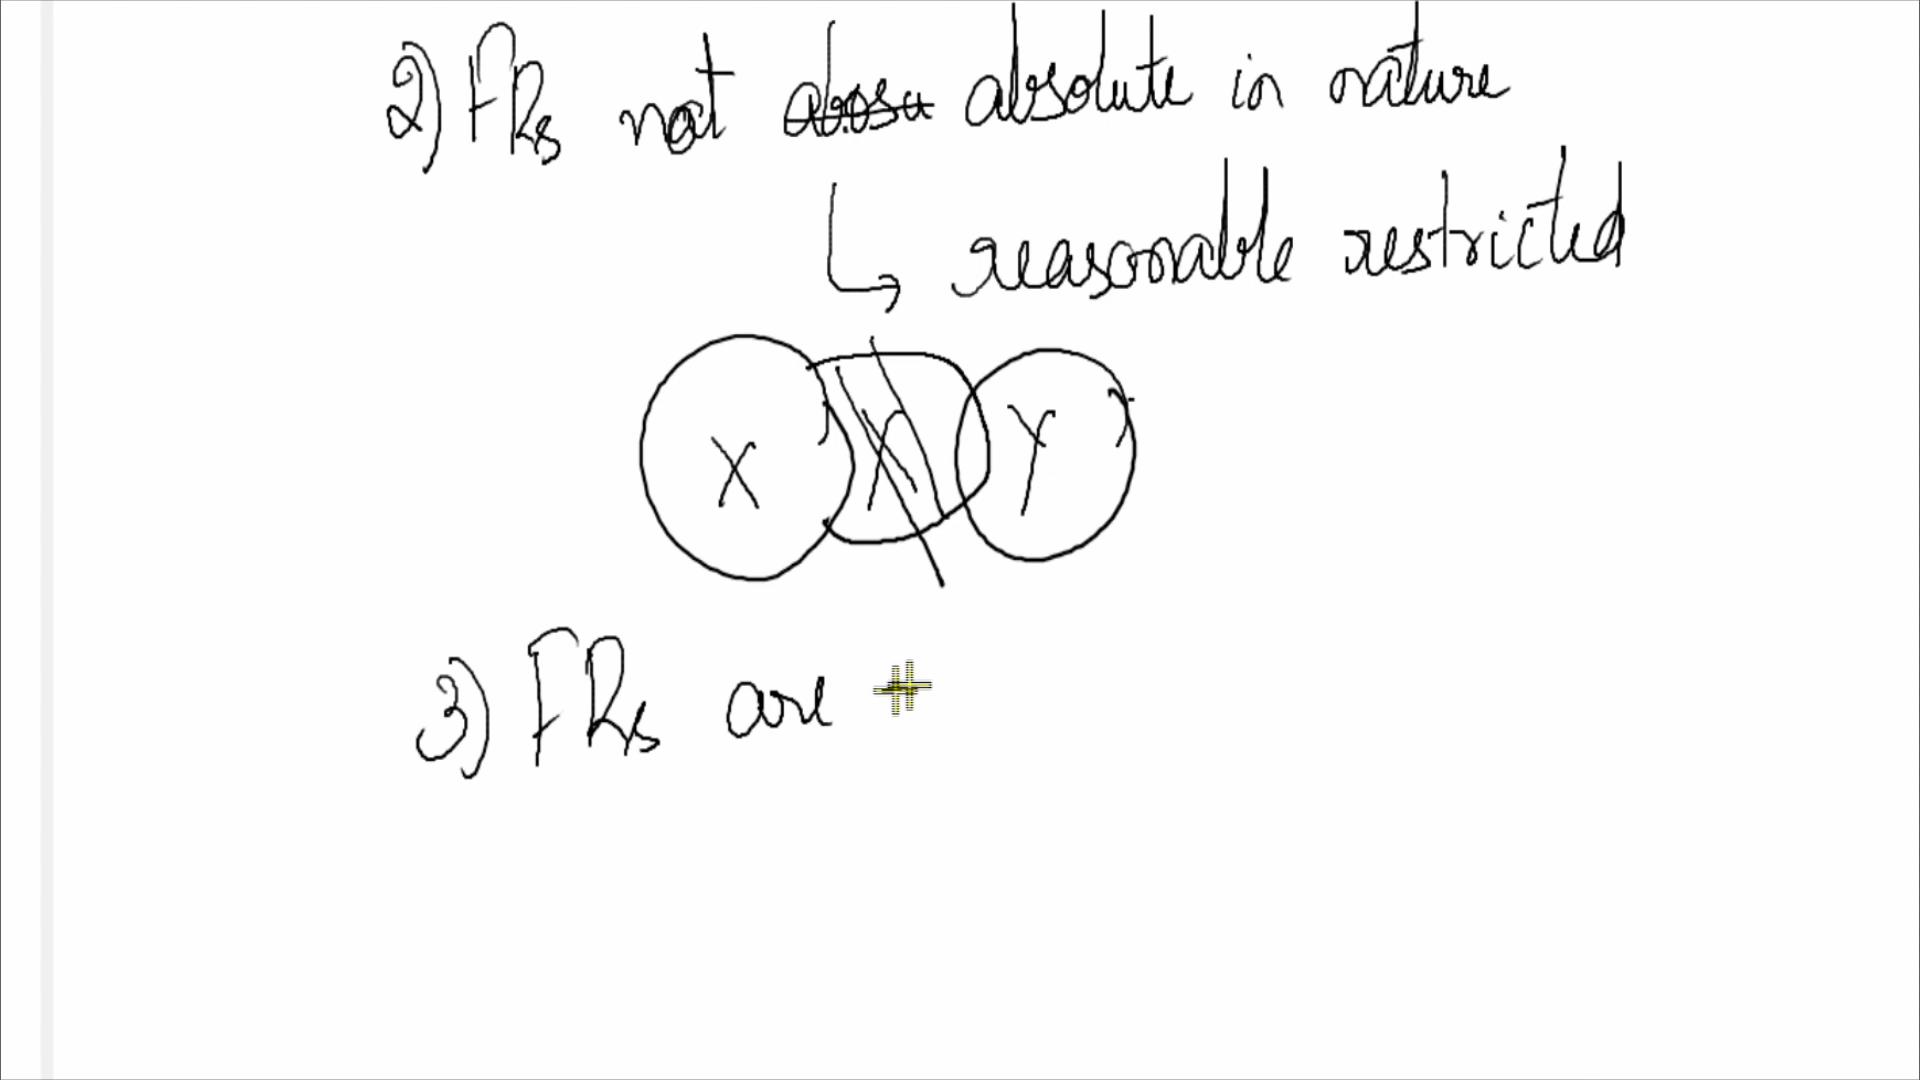 2) FRs not absolute in nature
↳ reasonable restricted
X Y
3) FRs are